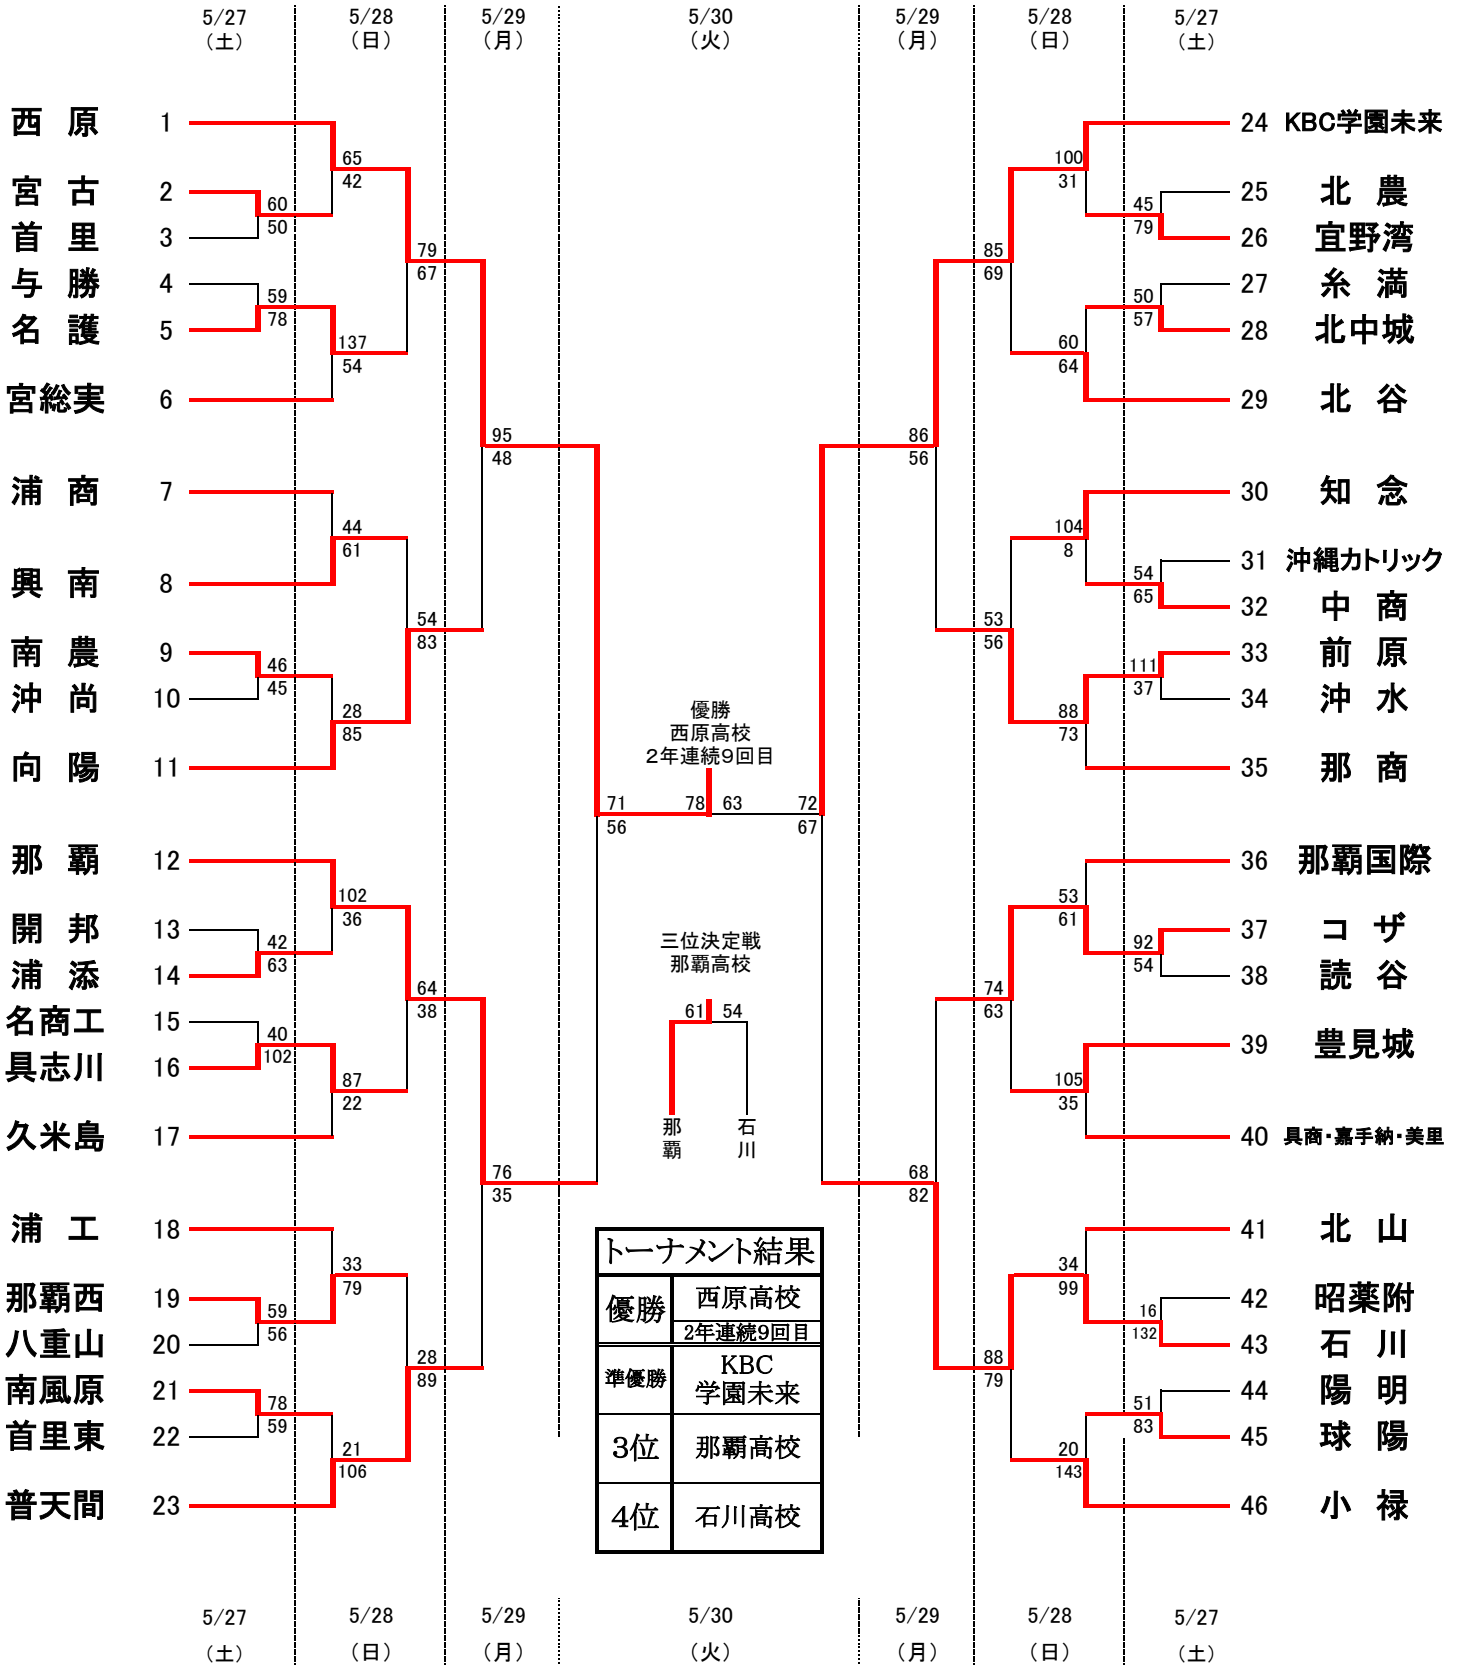 5/27 5/28 5/29 5/30 5/29 5/28 5/27
(土) (日) (月) (火) (月) (日) (土)
西 原 1
宮 古 2
首 里 3
与 勝 4
名 護 5
宮総実 6
浦 商 7
興 南 8
南 農 9
沖 尚 10
向 陽 11
那 覇 12
開 邦 13
浦 添 14
名商工 15
具志川 16
久米島 17
浦 工 18
那覇西 19
八重山 20
南風原 21
首里東 22
普天間 23
60
50
59
78
46
45
42
63
40
102
59
56
78
59
65
42
137
54
44
61
28
85
102
36
87
22
33
79
21
106
79
67
54
83
64
38
28
89
95
48
76
35
71
56
優勝
西原高校
2年連続9回目
78 63
72
67
三位決定戦
那覇高校
61 54
那覇
石川
トーナメント結果
優勝 西原高校
2年連続9回目
準優勝 KBC
学園未来
3位 那覇高校
4位 石川高校
86
56
68
82
85
69
53
56
74
63
88
79
100
31
60
64
104
8
88
73
53
61
105
35
34
99
20
143
45
79
50
57
54
65
111
37
92
54
16
132
51
83
24 KBC学園未来
25 北 農
26 宜野湾
27 糸 満
28 北中城
29 北 谷
30 知 念
31 沖縄カトリック
32 中 商
33 前 原
34 沖 水
35 那 商
36 那覇国際
37 コ ザ
38 読 谷
39 豊見城
40 具商・嘉手納・美里
41 北 山
42 昭薬附
43 石 川
44 陽 明
45 球 陽
46 小 禄
5/27 5/28 5/29 5/30 5/29 5/28 5/27
(土) (日) (月) (火) (月) (日) (土)